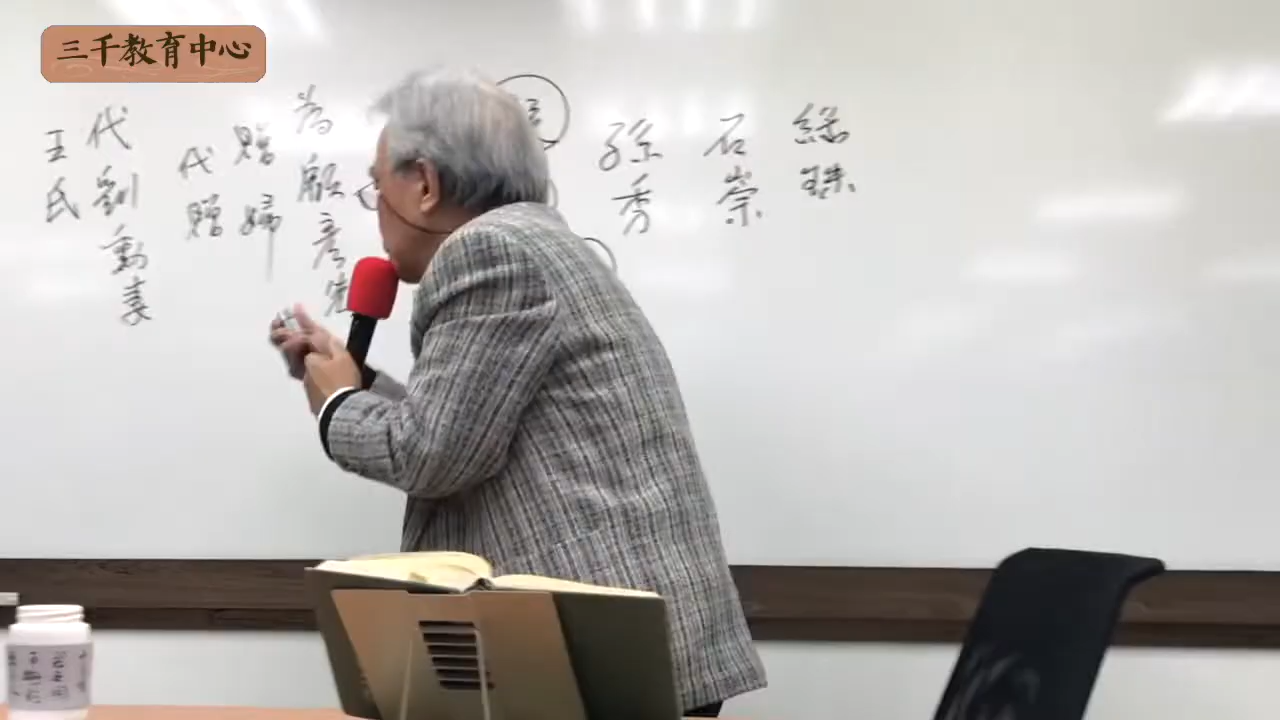 三千教育中心
綠珠
石崇
孫秀
為顧彥先
贈婦
代贈
代劉勳妻
王氏